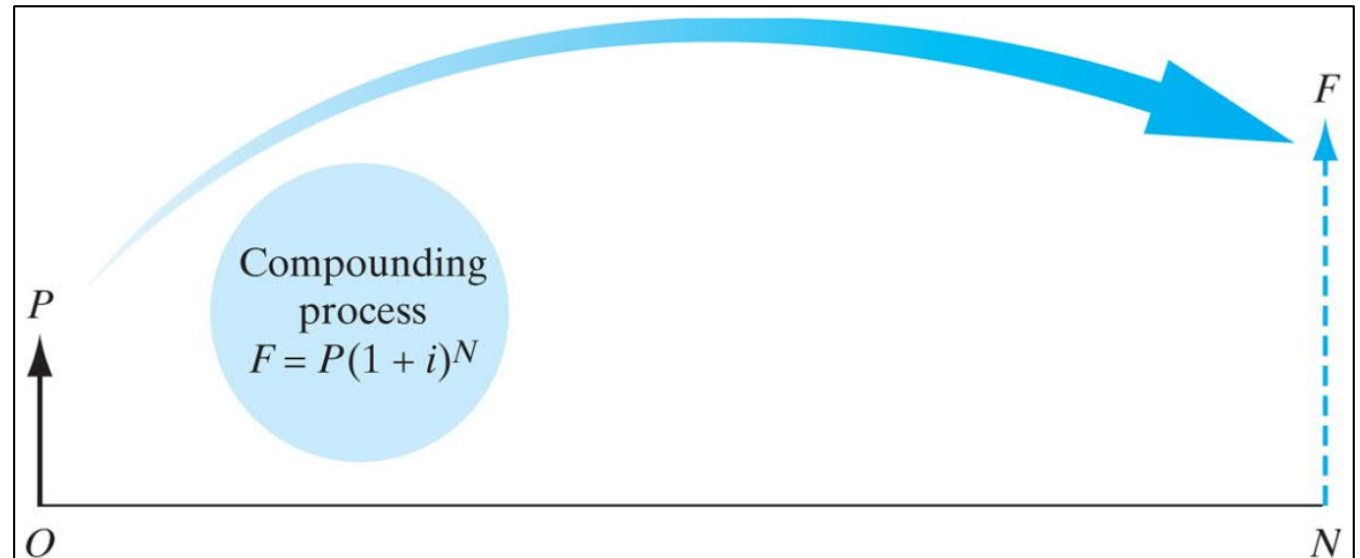 F
Compounding
process
F = P(1 + i)^N
P
O
N